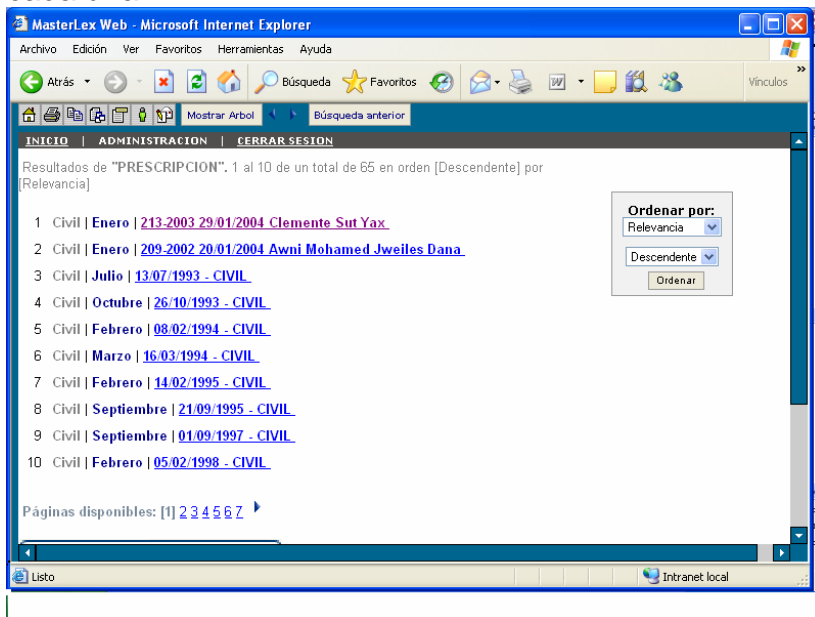 MasterLex Web - Microsoft Internet Explorer
Archivo Edición Ver Favoritos Herramientas Ayuda
Atrás Búsqueda Favoritos Vínculos »
Mostrar Arbol Búsqueda anterior
INICIO | ADMINISTRACION | CERRAR SESION
Resultados de "PRESCRIPCION". 1 al 10 de un total de 65 en orden [Descendente] por
[Relevancia]
Ordenar por:
Relevancia
Descendente
Ordenar
1 Civil | Enero | 213-2003 29/01/2004 Clemente Sut Yax
2 Civil | Enero | 209-2002 20/01/2004 Awni Mohamed Jweiles Dana
3 Civil | Julio | 13/07/1993 - CIVIL
4 Civil | Octubre | 26/10/1993 - CIVIL
5 Civil | Febrero | 08/02/1994 - CIVIL
6 Civil | Marzo | 16/03/1994 - CIVIL
7 Civil | Febrero | 14/02/1995 - CIVIL
8 Civil | Septiembre | 21/09/1995 - CIVIL
9 Civil | Septiembre | 01/09/1997 - CIVIL
10 Civil | Febrero | 05/02/1998 - CIVIL
Páginas disponibles: [1] 2 3 4 5 6 7
Listo Intranet local